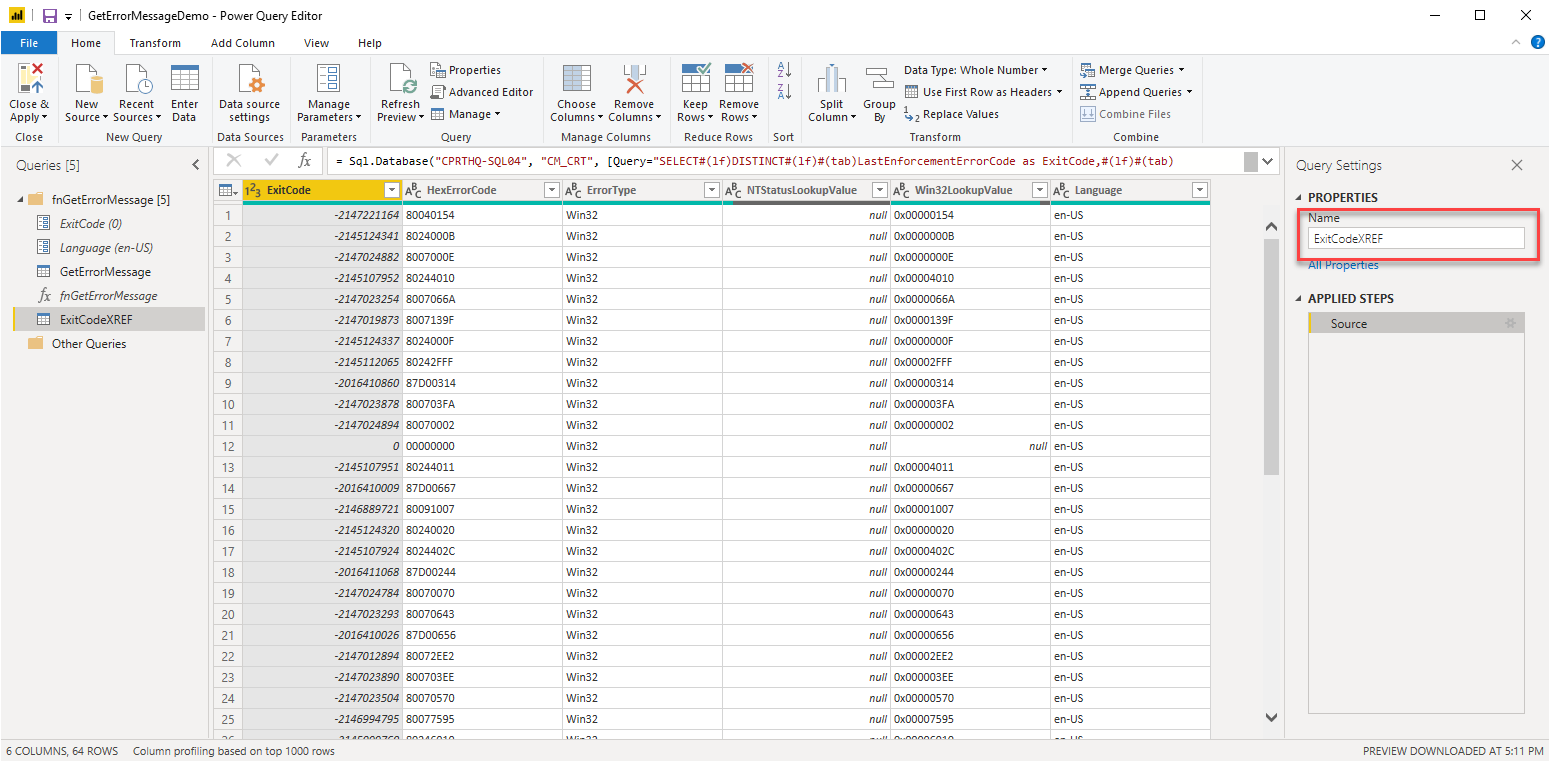 GetErrorMessageDemo - Power Query Editor
File Home Transform Add Column View Help
Close & Apply
New Source
Recent Sources
Enter Data
Data source settings
Manage Parameters
Refresh Preview
Properties
Advanced Editor
Manage
Choose Columns
Remove Columns
Keep Rows
Remove Rows
Split Column
Group By
Data Type: Whole Number
Use First Row as Headers
Replace Values
Merge Queries
Append Queries
Combine Files
Close New Query Data Sources Parameters Query Manage Columns Reduce Rows Sort Transform Combine
Queries [5]
fnGetErrorMessage [5]
ExitCode (0)
Language (en-US)
GetErrorMessage
fnGetErrorMessage
ExitCodeXREF
Other Queries
= Sql.Database("CPRTHQ-SQL04", "CM_CRT", [Query="SELECT#(lf)DISTINCT#(lf)#(tab)LastEnforcementErrorCode as ExitCode,#(lf)#(tab)
ExitCode HexErrorCode ErrorType NTStatusLookupValue Win32LookupValue Language
1 -2147221164 80040154 Win32 null 0x00000154 en-US
2 -2145124341 8024000B Win32 null 0x0000000B en-US
3 -2147024882 8007000E Win32 null 0x0000000E en-US
4 -2145107952 80244010 Win32 null 0x00004010 en-US
5 -2147023254 8007066A Win32 null 0x0000066A en-US
6 -2147019873 8007139F Win32 null 0x0000139F en-US
7 -2145124337 8024000F Win32 null 0x0000000F en-US
8 -2145112065 80242FFF Win32 null 0x00002FFF en-US
9 -2016410860 87D00314 Win32 null 0x00000314 en-US
10 -2147023878 800703FA Win32 null 0x000003FA en-US
11 -2147024894 80070002 Win32 null 0x00000002 en-US
12 0 00000000 Win32 null null en-US
13 -2145107951 80244011 Win32 null 0x00004011 en-US
14 -2016410009 87D00667 Win32 null 0x00000667 en-US
15 -2146889721 80091007 Win32 null 0x00001007 en-US
16 -2145124320 80240020 Win32 null 0x00000020 en-US
17 -2145107924 8024402C Win32 null 0x0000402C en-US
18 -2016411068 87D00244 Win32 null 0x00000244 en-US
19 -2147024784 80070070 Win32 null 0x00000070 en-US
20 -2147023293 80070643 Win32 null 0x00000643 en-US
21 -2016410026 87D00656 Win32 null 0x00000656 en-US
22 -2147012894 80072EE2 Win32 null 0x00002EE2 en-US
23 -2147023890 800703EE Win32 null 0x000003EE en-US
24 -2147023504 80070570 Win32 null 0x00000570 en-US
25 -2146994795 80077595 Win32 null 0x00007595 en-US
Query Settings
PROPERTIES
Name
ExitCodeXREF
All Properties
APPLIED STEPS
Source
6 COLUMNS, 64 ROWS Column profiling based on top 1000 rows
PREVIEW DOWNLOADED AT 5:11 PM